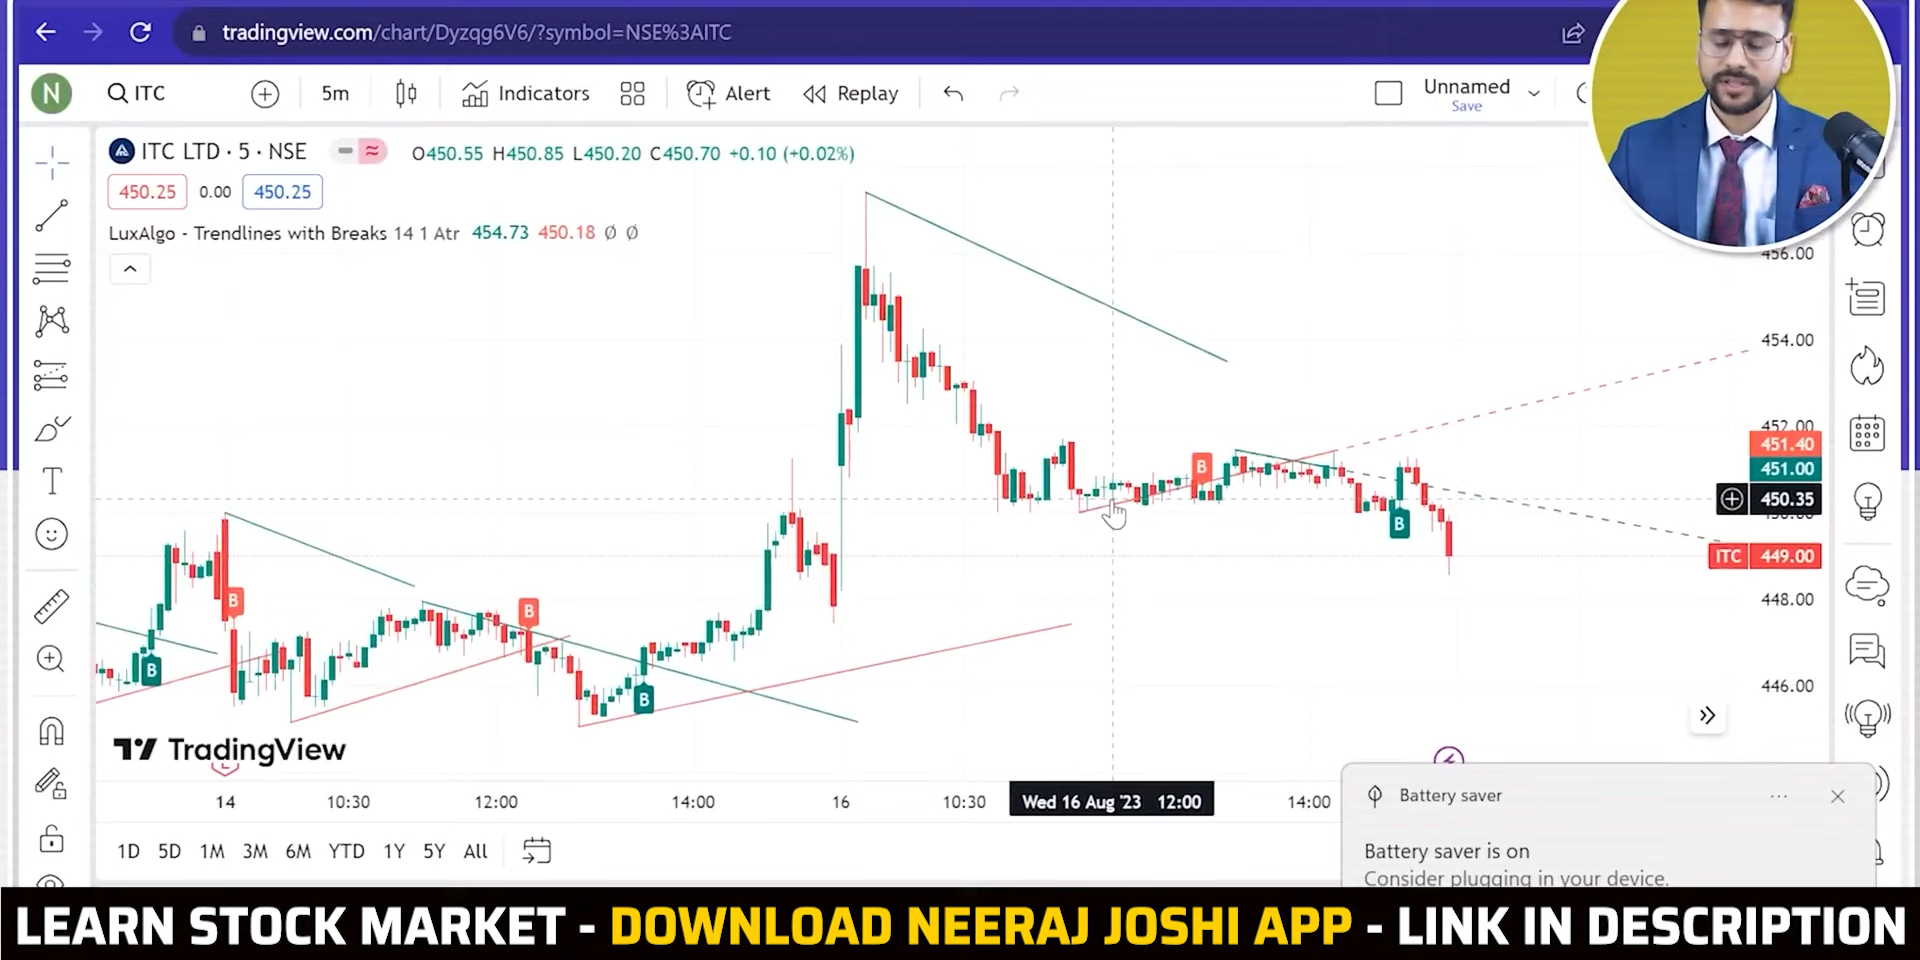 tradingview.com/chart/Dyzqg6V6/?symbol=NSE%3AITC
N ITC 5m Indicators Alert Replay Unnamed
Save
ITC LTD · 5 · NSE O450.55 H450.85 L450.20 C450.70 +0.10 (+0.02%)
450.25 0.00 450.25
LuxAlgo - Trendlines with Breaks 14 1 Atr 454.73 450.18 Ø Ø
456.00
454.00
452.00
451.40
451.00
450.35
ITC 449.00
448.00
446.00
B
B
B
B
B
B
TradingView
14 10:30 12:00 14:00 16 10:30 Wed 16 Aug '23 12:00 14:00
1D 5D 1M 3M 6M YTD 1Y 5Y All
Battery saver
Battery saver is on
Consider plugging in your device.
LEARN STOCK MARKET - DOWNLOAD NEERAJ JOSHI APP - LINK IN DESCRIPTION